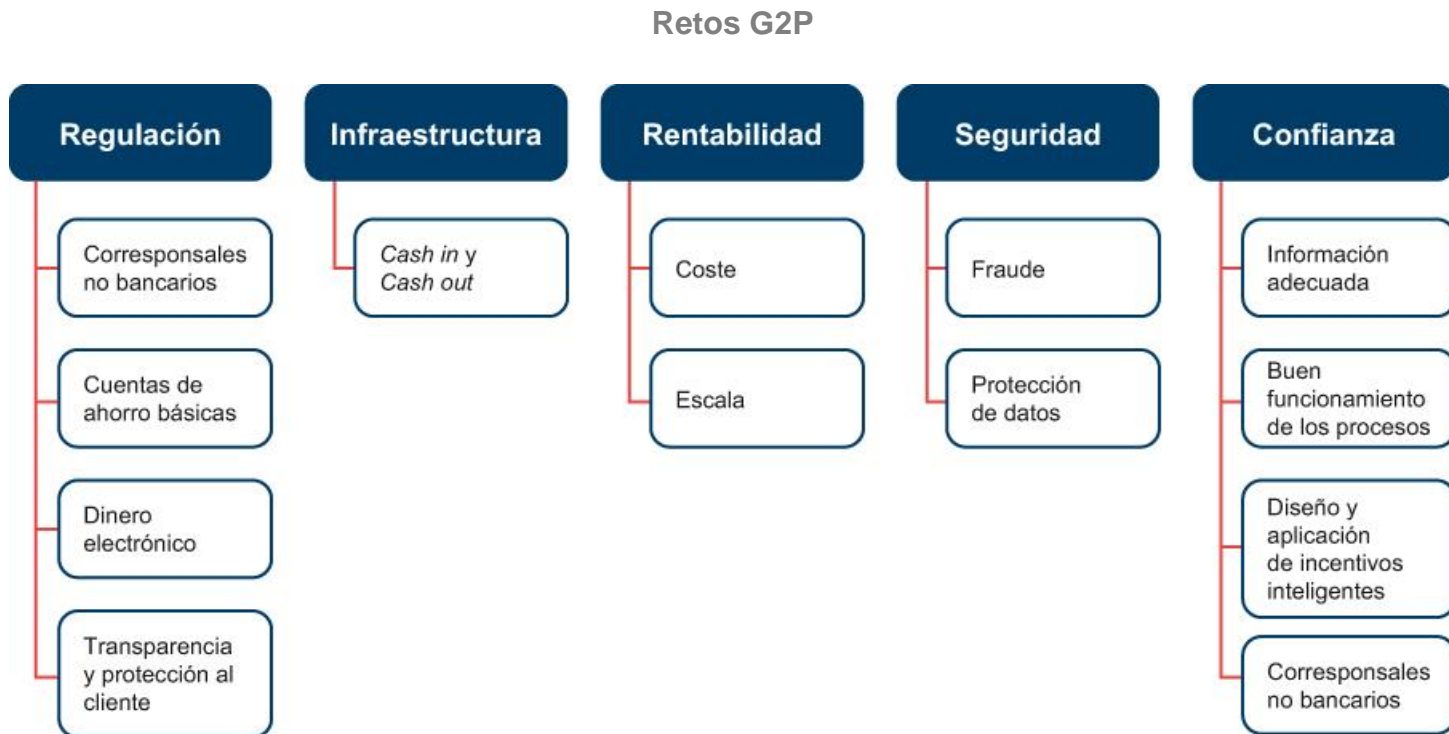 Retos G2P
Regulación
Corresponsales
no bancarios
Cuentas de
ahorro básicas
Dinero
electrónico
Transparencia
y protección al
cliente
Infraestructura
Cash in y
Cash out
Rentabilidad
Coste
Escala
Seguridad
Fraude
Protección
de datos
Confianza
Información
adecuada
Buen
funcionamiento
de los procesos
Diseño y
aplicación
de incentivos
inteligentes
Corresponsales
no bancarios